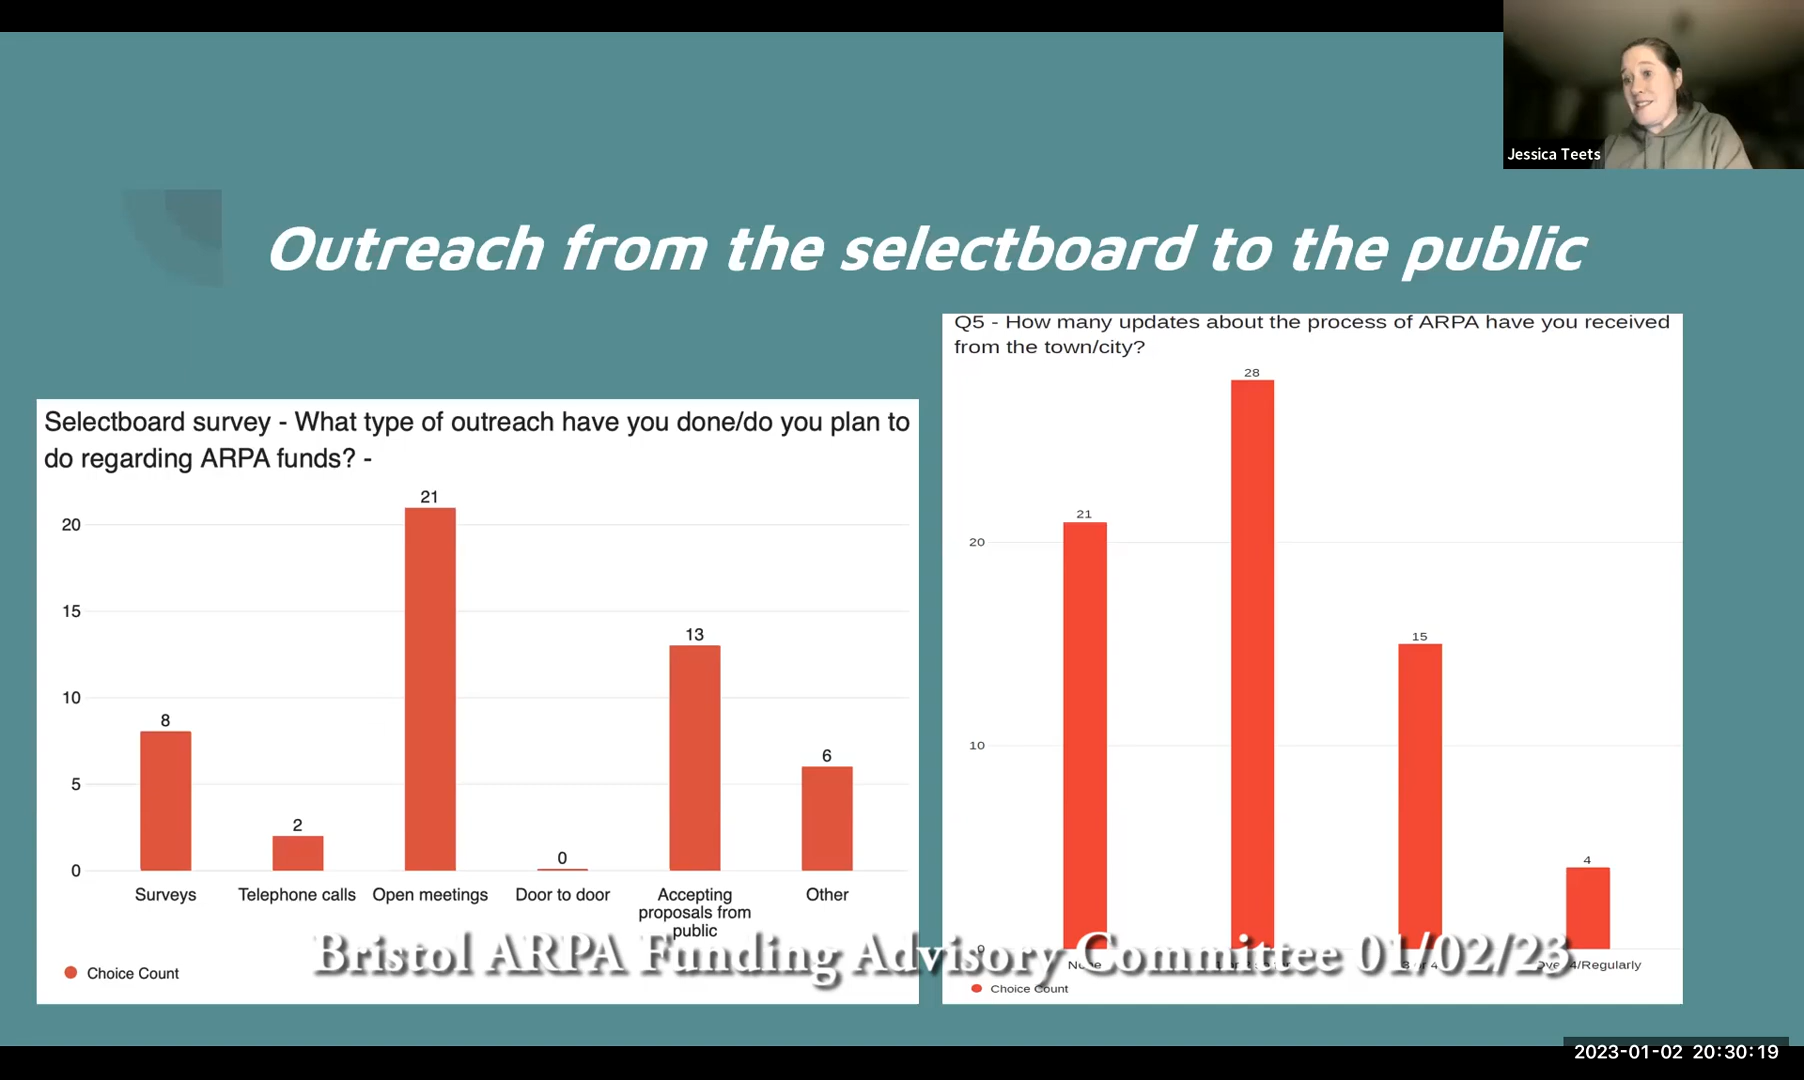 Jessica Teets
Outreach from the selectboard to the public
Selectboard survey - What type of outreach have you done/do you plan to
do regarding ARPA funds? -
21
20
15
13
10
8
6
5
2
0
0
Surveys
Telephone calls
Open meetings
Door to door
Accepting
proposals from
public
Other
Choice Count
Q5 - How many updates about the process of ARPA have you received
from the town/city?
28
21
20
15
10
4
0
None
4/Regularly
Choice Count
Bristol ARPA Funding Advisory Committee 01/02/23
2023-01-02 20:30:19